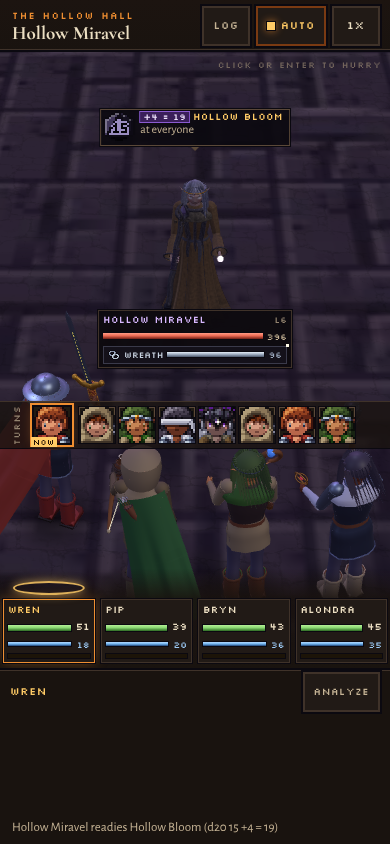 THE HOLLOW HALL
Hollow Miravel
LOG
AUTO
1X
CLICK OR ENTER TO HURRY
+4 = 19 HOLLOW BLOOM
at everyone
HOLLOW MIRAVEL L6
396
WREATH 96
TURNS
NOW
WREN
51
18
PIP
39
20
BRYN
43
36
ALONDRA
45
35
WREN
ANALYZE
Hollow Miravel readies Hollow Bloom (d20 15 +4 = 19)